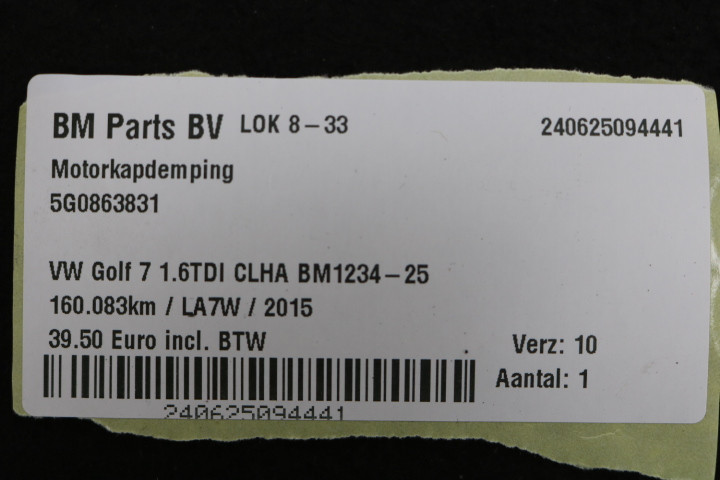 BM Parts BV LOK 8-33 240625094441
Motorkapdemping
5G0863831
VW Golf 7 1.6TDI CLHA BM1234-25
160.083km / LA7W / 2015
39.50 Euro incl. BTW Verz: 10
Aantal: 1
240625094441